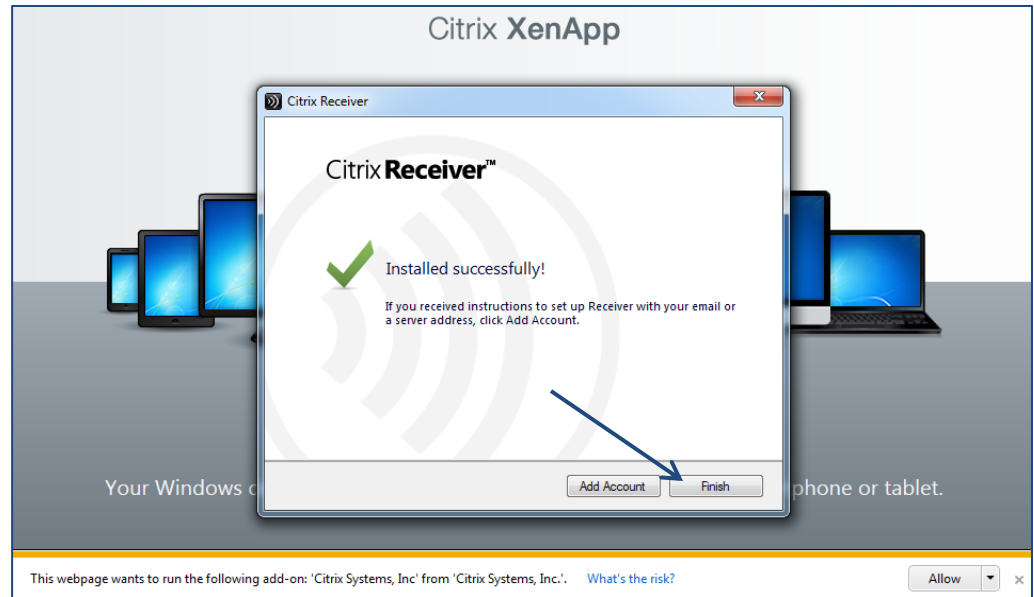 Citrix XenApp
Citrix Receiver
Citrix Receiver™
Installed successfully!
If you received instructions to set up Receiver with your email or
a server address, click Add Account.
Add Account
Finish
Your Windows
phone or tablet.
This webpage wants to run the following add-on: 'Citrix Systems, Inc' from 'Citrix Systems, Inc.'. What's the risk?
Allow